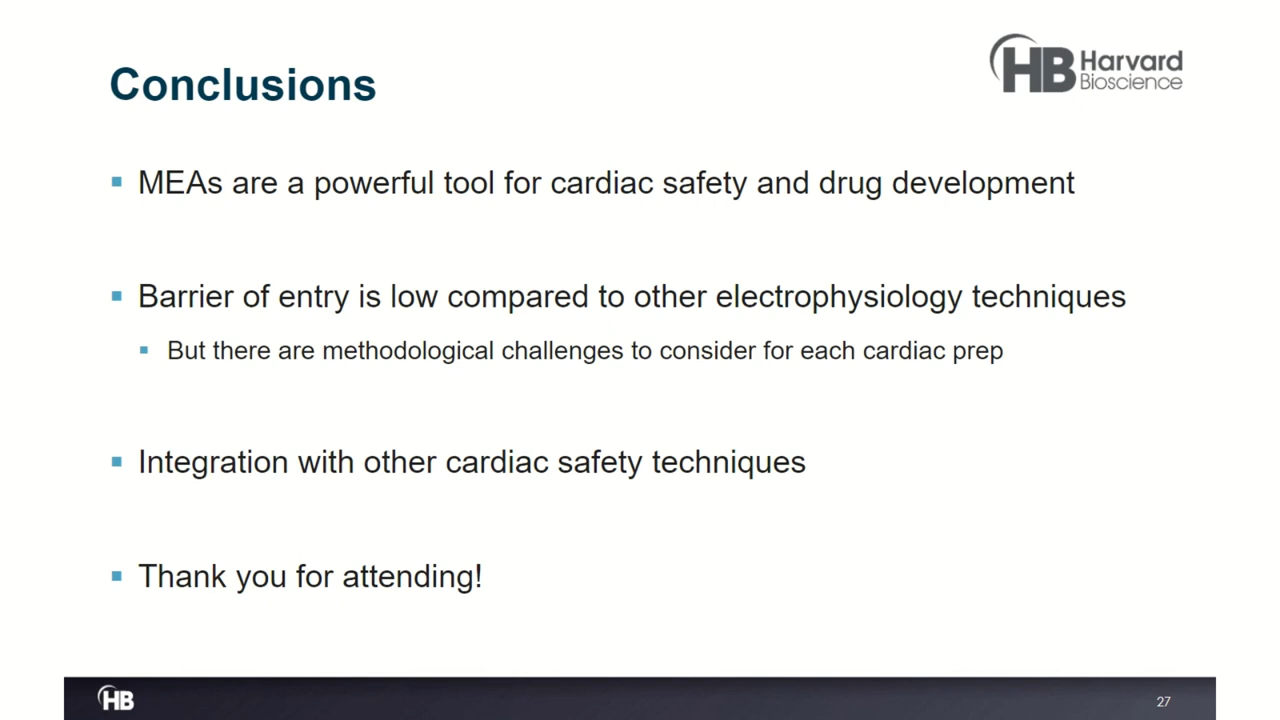 Conclusions
HB Harvard
Bioscience
MEAs are a powerful tool for cardiac safety and drug development
Barrier of entry is low compared to other electrophysiology techniques
But there are methodological challenges to consider for each cardiac prep
Integration with other cardiac safety techniques
Thank you for attending!
HB
27